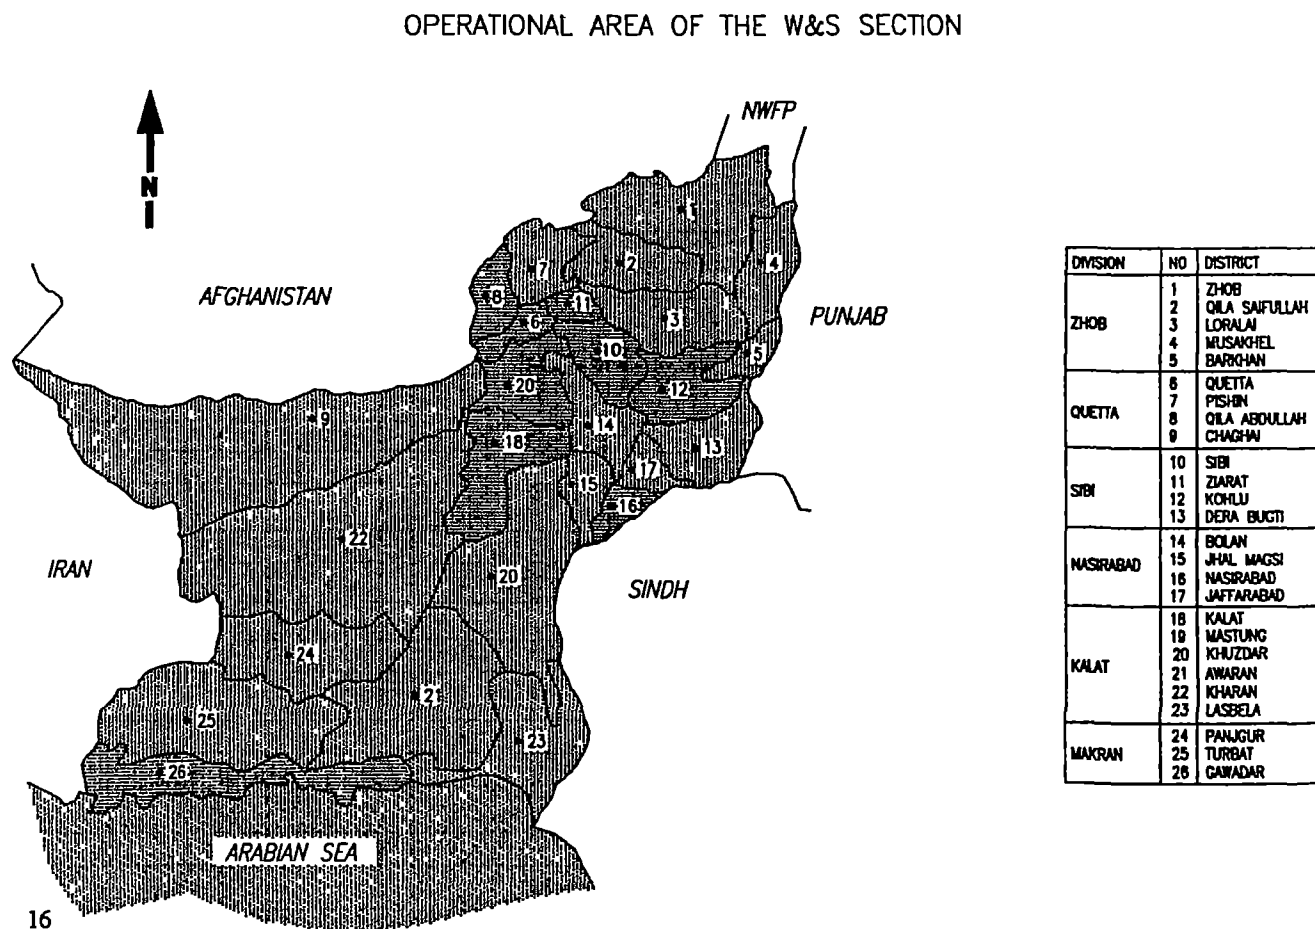 OPERATIONAL AREA OF THE W&S SECTION
NWFP
N
1
2
4
7
AFGHANISTAN
8
11
PUNJAB
6
3
10
5
20
12
9
14
18
13
17
15
16
22
IRAN
20
SINDH
24
21
25
23
26
ARABIAN SEA
16
DIVISION NO DISTRICT
ZHOB
1 ZHOB
2 QILA SAIFULLAH
3 LORALAI
4 MUSAKHEL
5 BARKHAN
QUETTA
6 QUETTA
7 PISHIN
8 QILA ABDULLAH
9 CHAGHAI
SIBI
10 SIBI
11 ZIARAT
12 KOHLU
13 DERA BUGTI
NASIRABAD
14 BOLAN
15 JHAL MAGSI
16 NASIRABAD
17 JAFFARABAD
KALAT
18 KALAT
19 MASTUNG
20 KHUZDAR
21 AWARAN
22 KHARAN
23 LASBELA
MAKRAN
24 PANJGUR
25 TURBAT
26 GAWADAR